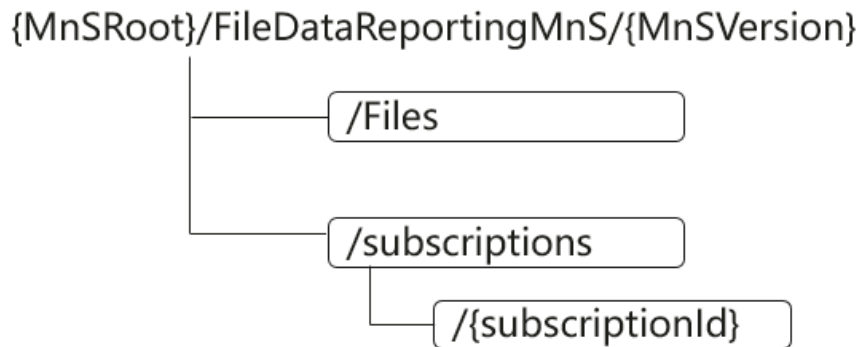 {MnSRoot}/FileDataReportingMnS/{MnSVersion}
/Files
/subscriptions
/{subscriptionId}